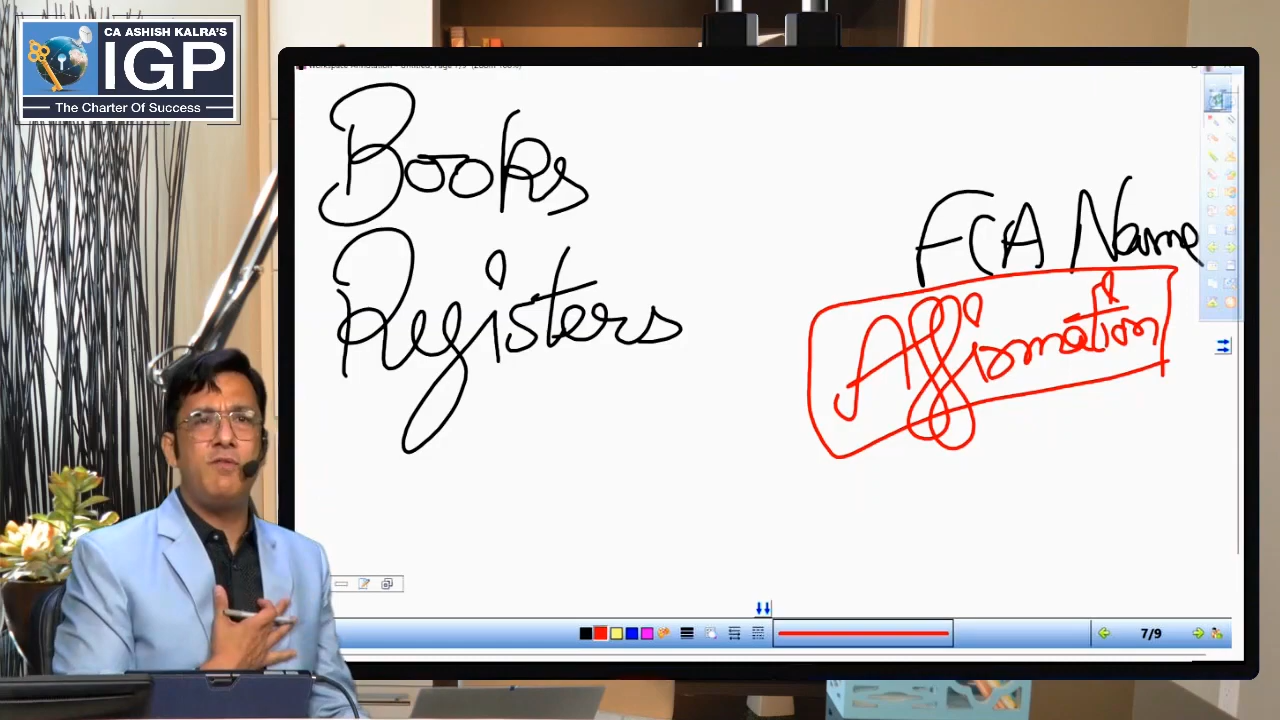 CA ASHISH KALRA'S
IGP
The Charter Of Success
Books
Registers
FCA Name
Affirmation
7/9